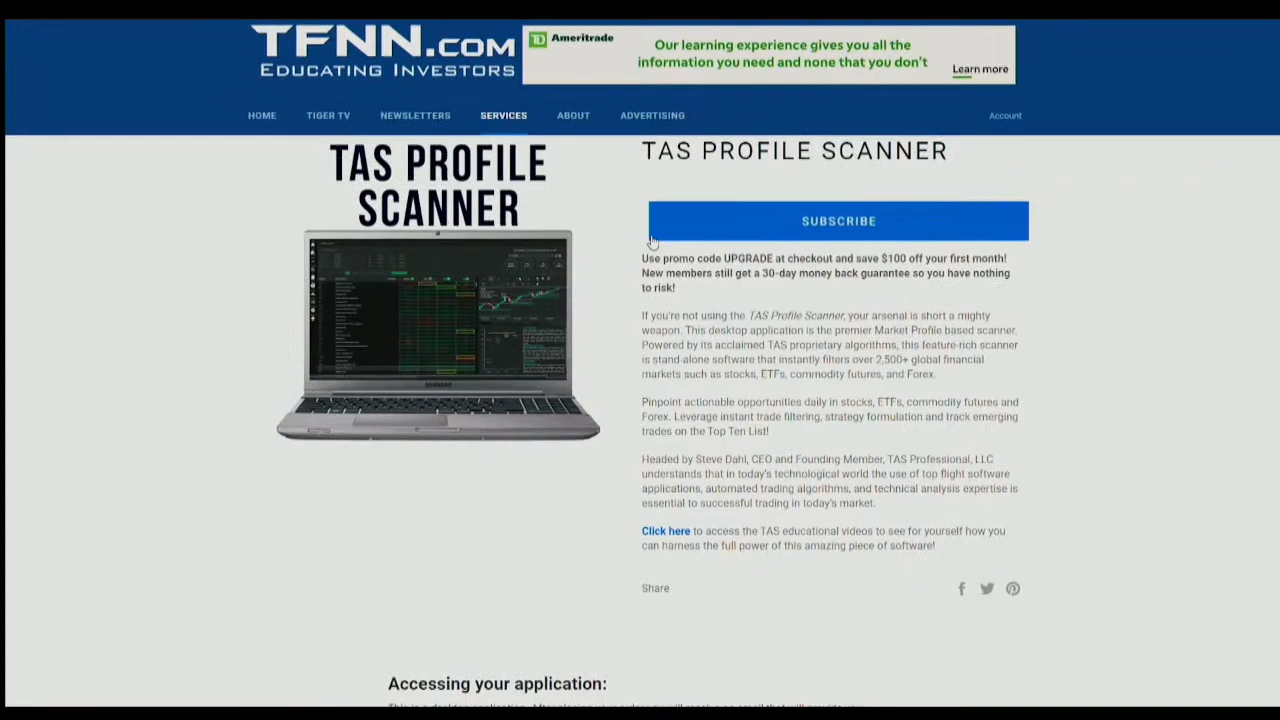 TFNN.COM
EDUCATING INVESTORS
Ameritrade
Our learning experience gives you all the
information you need and none that you don't
Learn more
HOME TIGER TV NEWSLETTERS SERVICES ABOUT ADVERTISING Account
TAS PROFILE
SCANNER
SAMSUNG
TAS PROFILE SCANNER
SUBSCRIBE
Use promo code UPGRADE at checkout and save $100 off your first month!
New members still get a 30-day money back guarantee so you have nothing
to risk!
If you're not using the TAS Profile Scanner, your arsenal is short a mighty
weapon. This desktop application is the premier Market Profile based scanner.
Powered by its acclaimed TAS proprietary algorithms, this feature-rich scanner
is stand-alone software that instantly filters over 2,500+ global financial
markets such as stocks, ETFs, commodity futures, and Forex.
Pinpoint actionable opportunities daily in stocks, ETFs, commodity futures and
Forex. Leverage instant trade filtering, strategy formulation and track emerging
trades on the Top Ten List!
Headed by Steve Dahl, CEO and Founding Member, TAS Professional, LLC
understands that in today's technological world the use of top flight software
applications, automated trading algorithms, and technical analysis expertise is
essential to successful trading in today's market.
Click here to access the TAS educational videos to see for yourself how you
can harness the full power of this amazing piece of software!
Share
Accessing your application: